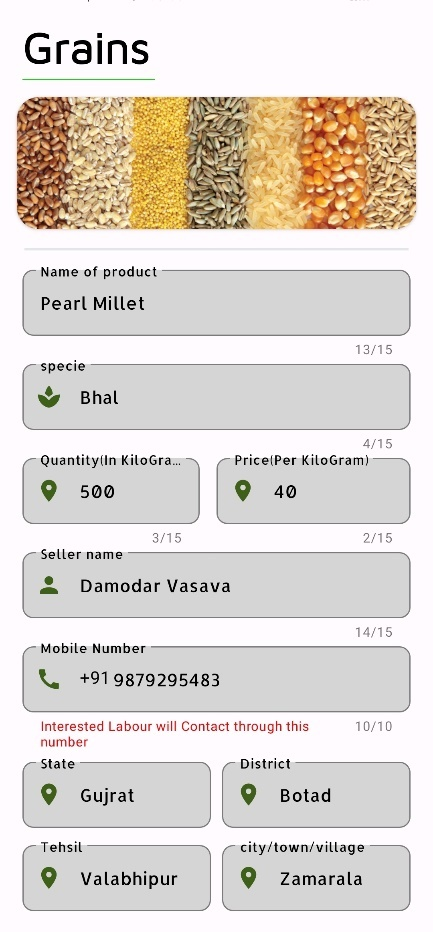 Grains
Name of product
Pearl Millet
13/15
specie
Bhal
4/15
Quantity(In KiloGra... Price(Per KiloGram)
500 40
3/15 2/15
Seller name
Damodar Vasava
14/15
Mobile Number
+91 9879295483
Interested Labour will Contact through this 10/10
number
State District
Gujrat Botad
Tehsil city/town/village
Valabhipur Zamarala